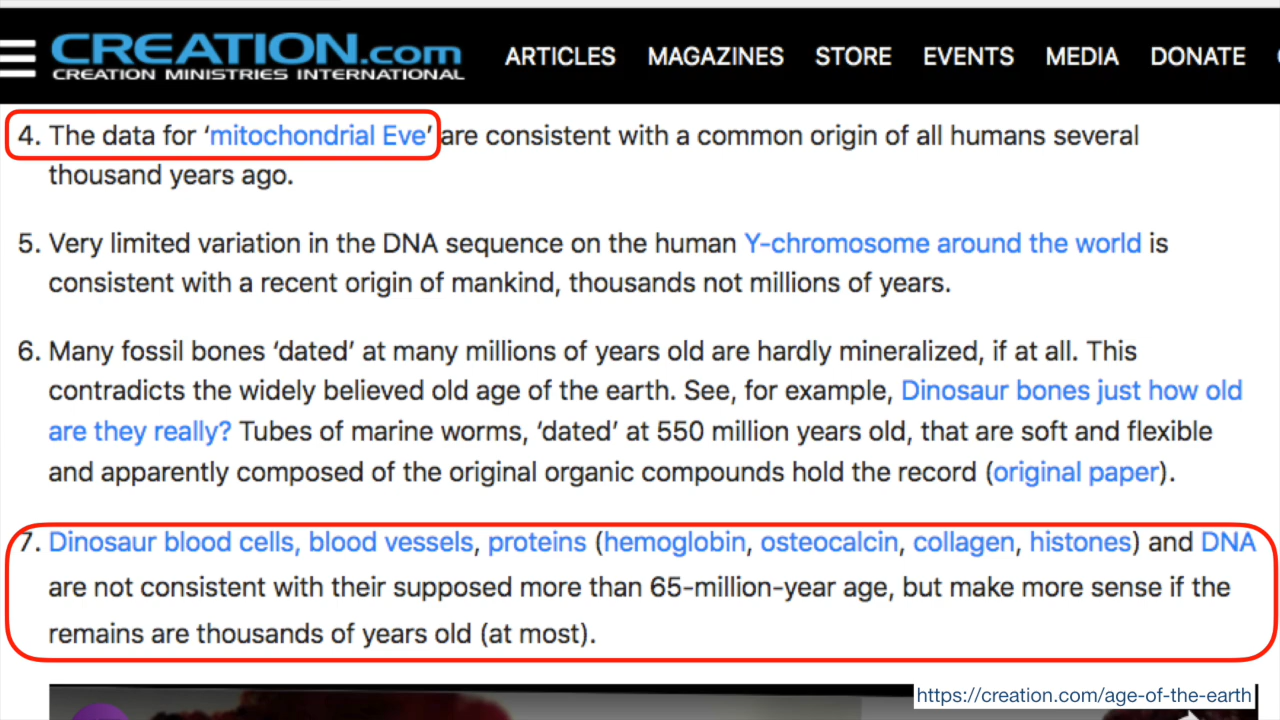 CREATION.com
CREATION MINISTRIES INTERNATIONAL
ARTICLES MAGAZINES STORE EVENTS MEDIA DONATE
4. The data for ‘mitochondrial Eve’ are consistent with a common origin of all humans several
thousand years ago.
5. Very limited variation in the DNA sequence on the human Y-chromosome around the world is
consistent with a recent origin of mankind, thousands not millions of years.
6. Many fossil bones ‘dated’ at many millions of years old are hardly mineralized, if at all. This
contradicts the widely believed old age of the earth. See, for example, Dinosaur bones just how old
are they really? Tubes of marine worms, ‘dated’ at 550 million years old, that are soft and flexible
and apparently composed of the original organic compounds hold the record (original paper).
7. Dinosaur blood cells, blood vessels, proteins (hemoglobin, osteocalcin, collagen, histones) and DNA
are not consistent with their supposed more than 65-million-year age, but make more sense if the
remains are thousands of years old (at most).
https://creation.com/age-of-the-earth